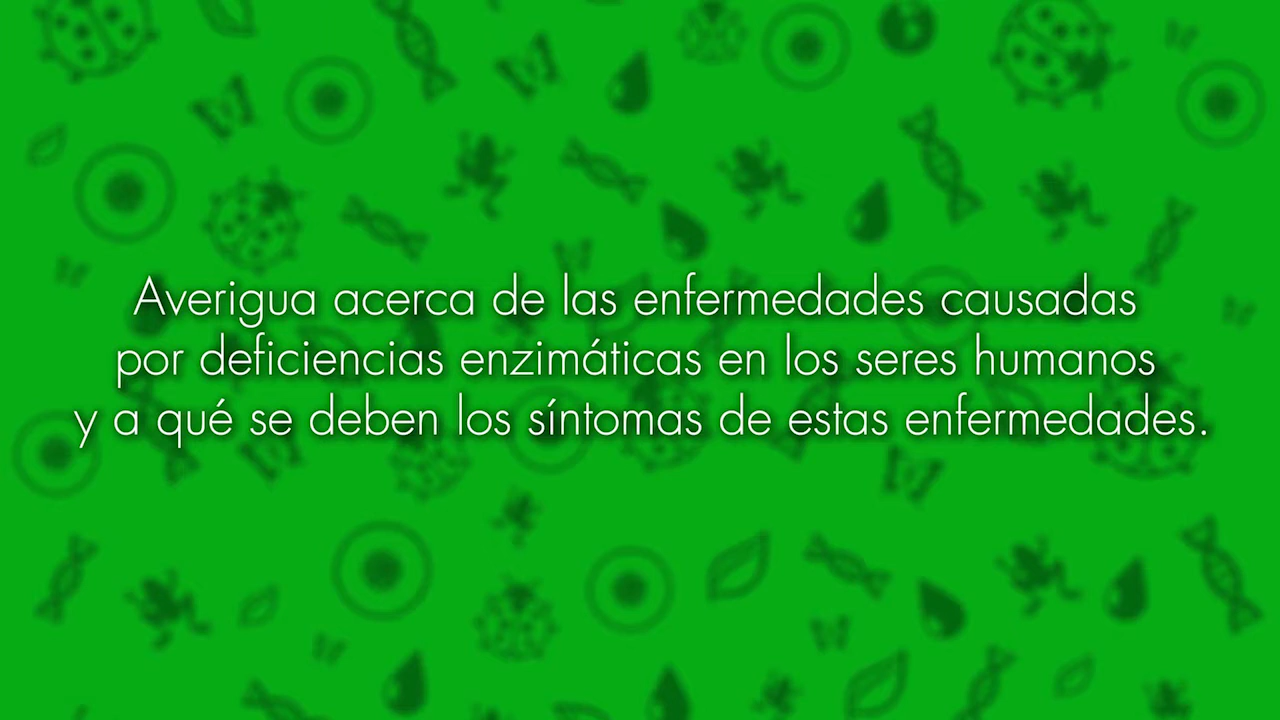 Averigua acerca de las enfermedades causadas
por deficiencias enzimáticas en los seres humanos
y a qué se deben los síntomas de estas enfermedades.